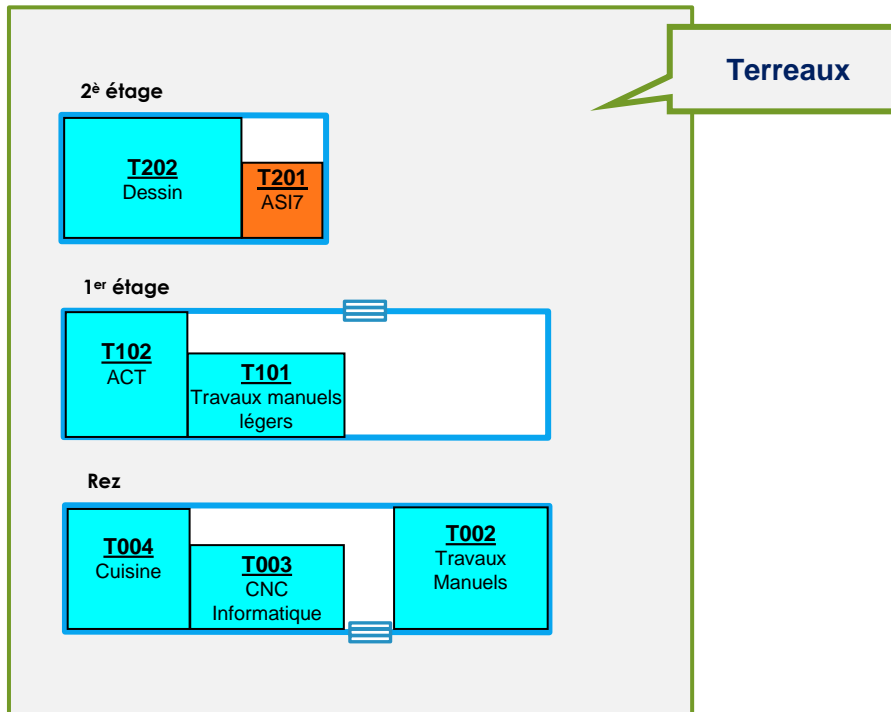 Terreaux
2è étage
T202
Dessin
T201
ASI7
1er étage
T102
ACT
T101
Travaux manuels
légers
Rez
T004
Cuisine
T003
CNC
Informatique
T002
Travaux
Manuels